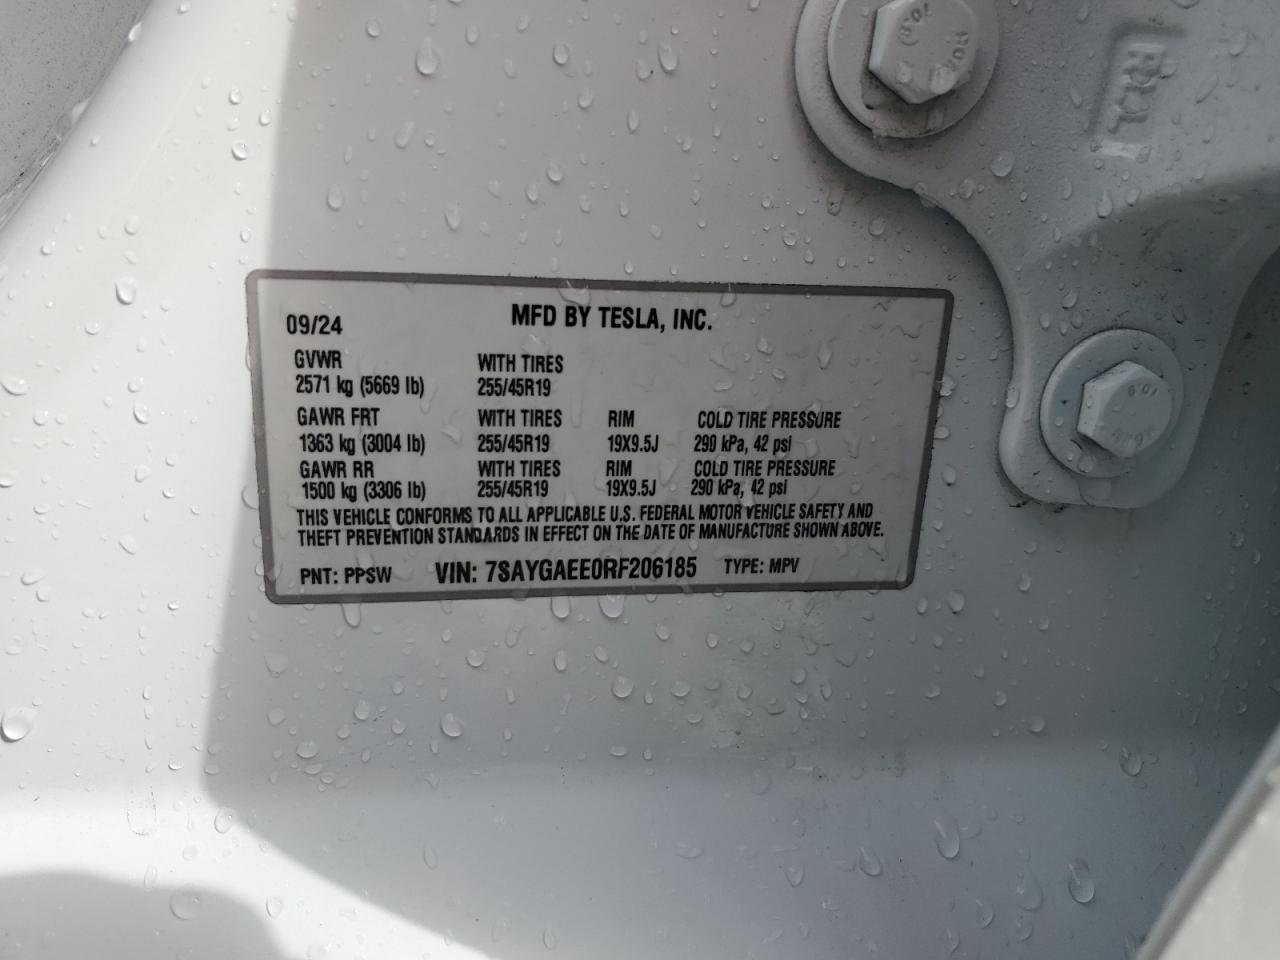 MFD BY TESLA, INC.
09/24
GVWR WITH TIRES
2571 kg (5669 lb) 255/45R19
GAWR FRT WITH TIRES RIM COLD TIRE PRESSURE
1363 kg (3004 lb) 255/45R19 19X9.5J 290 kPa, 42 psi
GAWR RR WITH TIRES RIM COLD TIRE PRESSURE
1500 kg (3306 lb) 255/45R19 19X9.5J 290 kPa, 42 psi
THIS VEHICLE CONFORMS TO ALL APPLICABLE U.S. FEDERAL MOTOR VEHICLE SAFETY AND
THEFT PREVENTION STANDARDS IN EFFECT ON THE DATE OF MANUFACTURE SHOWN ABOVE.
PNT: PPSW VIN: 7SAYGAEE0RF206185 TYPE: MPV
10.9